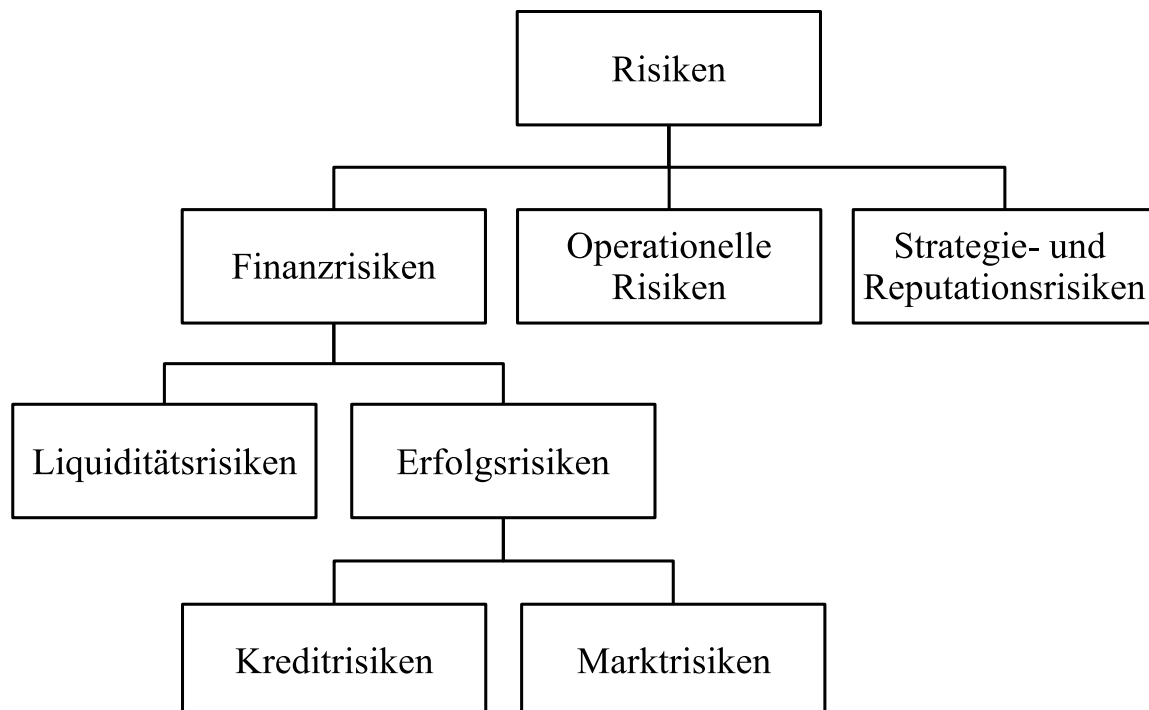 Risiken
Finanzrisiken
Operationelle
Risiken
Strategie- und
Reputationsrisiken
Liquiditätsrisiken
Erfolgsrisiken
Kreditrisiken
Marktrisiken